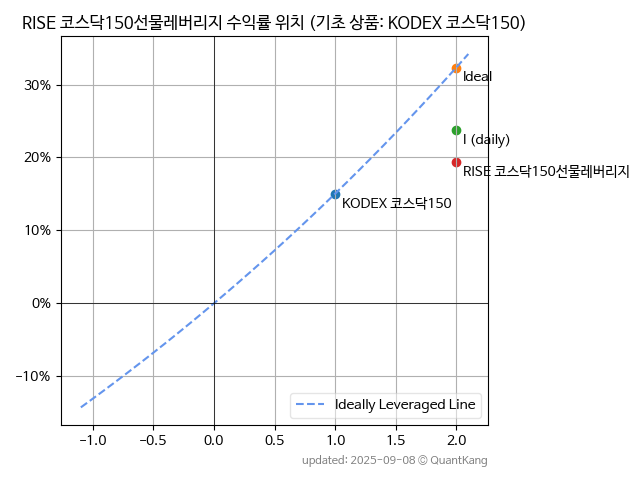 RISE 코스닥150선물레버리지 수익률 위치 (기초 상품: KODEX 코스닥150)
30%
20%
10%
0%
−10%
Ideal
I (daily)
RISE 코스닥150선물레버리지
KODEX 코스닥150
Ideally Leveraged Line
−1.0 −0.5 0.0 0.5 1.0 1.5 2.0
updated: 2025-09-08 © QuantKang